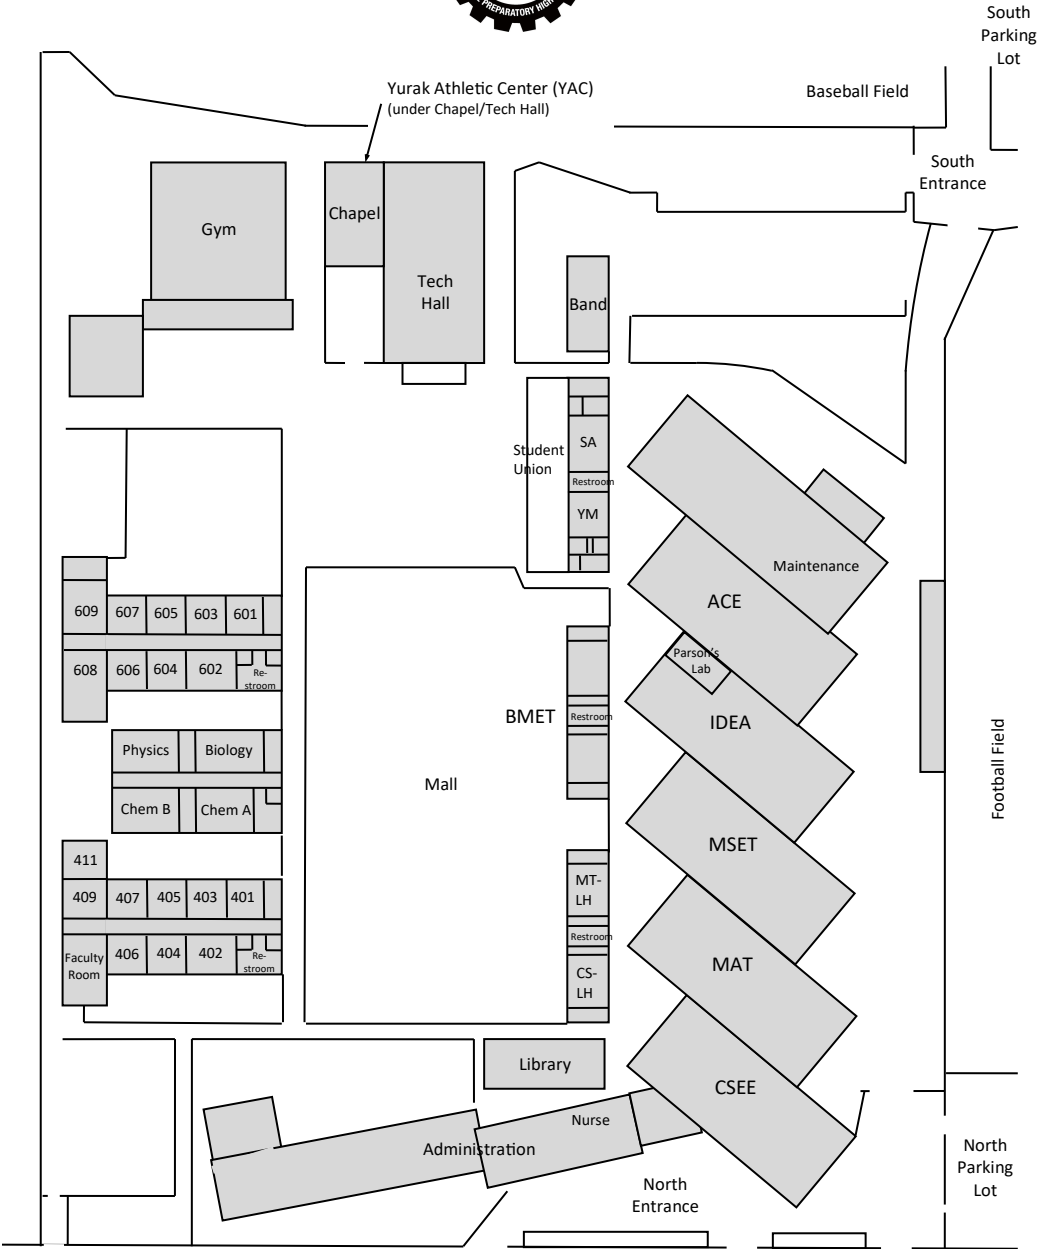 PREPARATORY HIGH
South
Parking
Lot
Yurak Athletic Center (YAC)
(under Chapel/Tech Hall)
Baseball Field
South
Entrance
Gym
Chapel
Tech
Hall
Band
Student
Union
SA
Restroom
YM
Maintenance
ACE
Parson's
Lab
IDEA
609
607
605
603
601
608
606
604
602
Re-
stroom
Physics
Biology
Chem B
Chem A
BMET
Restroom
Mall
Football Field
MSET
411
409
407
405
403
401
MT-
LH
Restroom
CS-
LH
Faculty
Room
406
404
402
Re-
stroom
MAT
Library
CSEE
Nurse
Administration
North
Entrance
North
Parking
Lot